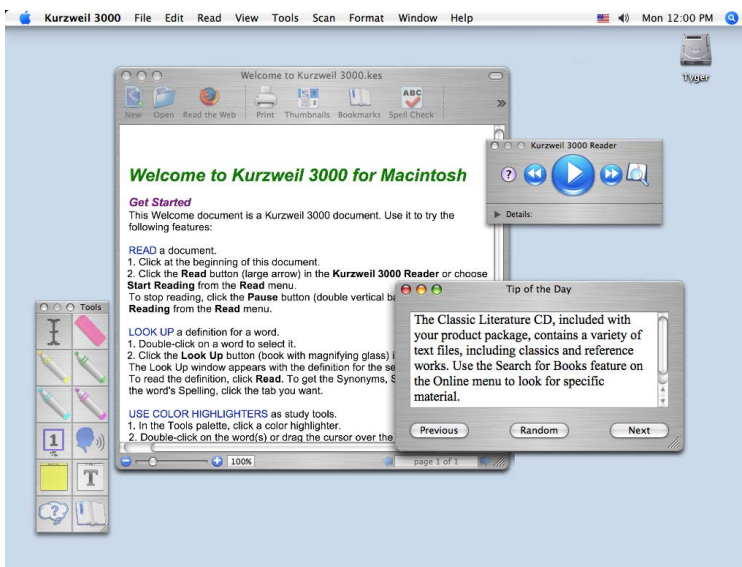 Kurzweil 3000 File Edit Read View Tools Scan Format Window Help Mon 12:00 PM
Tyger
Welcome to Kurzweil 3000.kes
ABC
New Open Read the Web Print Thumbnails Bookmarks Spell Check
Welcome to Kurzweil 3000 for Macintosh
Get Started
This Welcome document is a Kurzweil 3000 document. Use it to try the
following features:
READ a document.
1. Click at the beginning of this document.
2. Click the Read button (large arrow) in the Kurzweil 3000 Reader or choose
Start Reading from the Read menu.
To stop reading, click the Pause button (double vertical
Reading from the Read menu.
LOOK UP a definition for a word.
1. Double-click on a word to select it.
2. Click the Look Up button (book with magnifying glass)
The Look Up window appears with the definition for the
To read the definition, click Read. To get the Synonyms,
the word's Spelling, click the tab you want.
USE COLOR HIGHLIGHTERS as study tools.
1. In the Tools palette, click a color highlighter.
2. Double-click on the word(s) or drag the cursor over the
100%
page 1 of 1
Kurzweil 3000 Reader
?
Details:
Tip of the Day
The Classic Literature CD, included with
your product package, contains a variety of
text files, including classics and reference
works. Use the Search for Books feature on
the Online menu to look for specific
material.
Previous Random Next
Tools
1
T
?